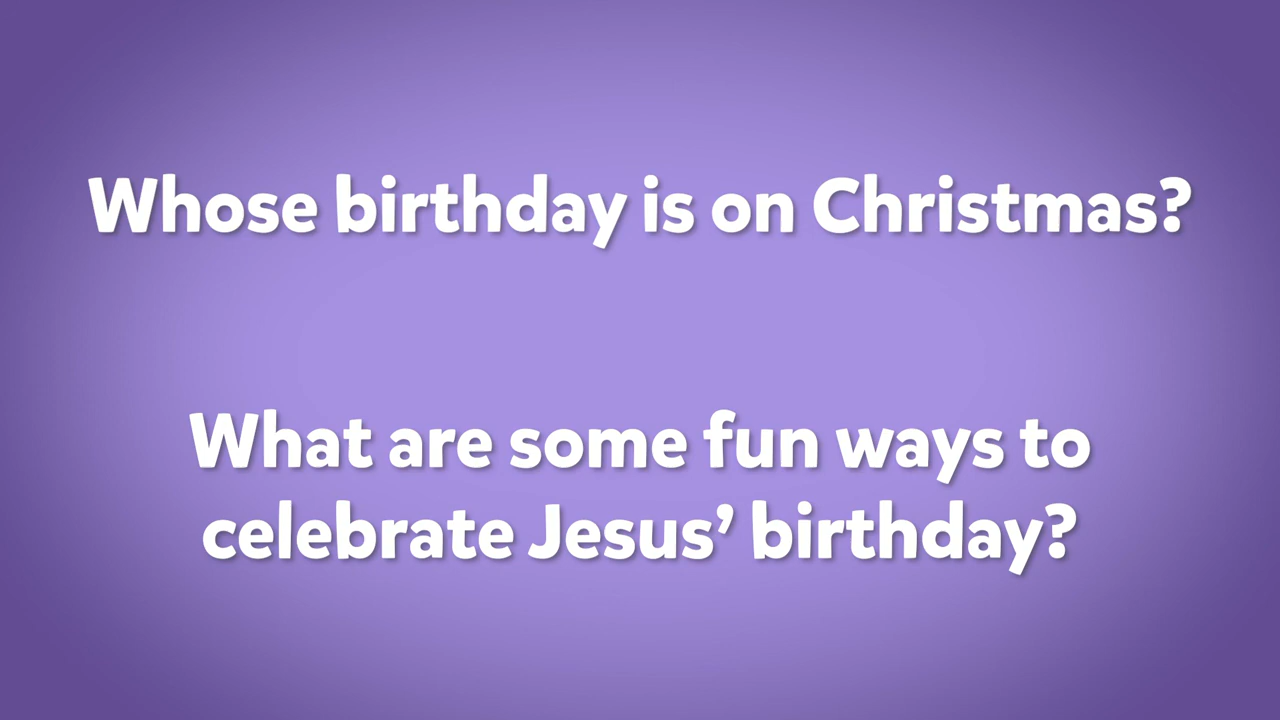 Whose birthday is on Christmas?
What are some fun ways to
celebrate Jesus’ birthday?